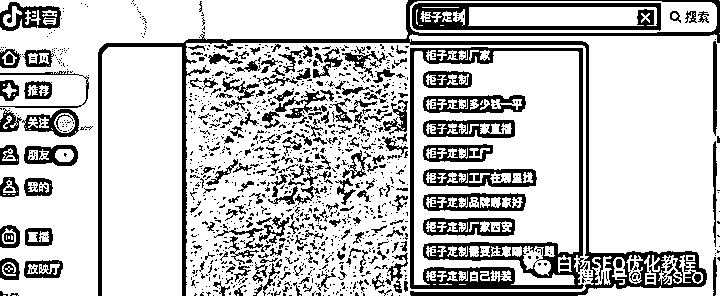 抖音
柜子定制
搜索
首页
推荐
关注
朋友
我的
直播
放映厅
柜子定制厂家
柜子定制
柜子定制多少钱一平
柜子定制厂家直播
柜子定制工厂
柜子定制工厂在哪里找
柜子定制品牌哪家好
柜子定制厂家西安
柜子定制需要注意哪些问题
柜子定制自己拼装
白杨SEO优化教程
搜狐号@白杨SEO